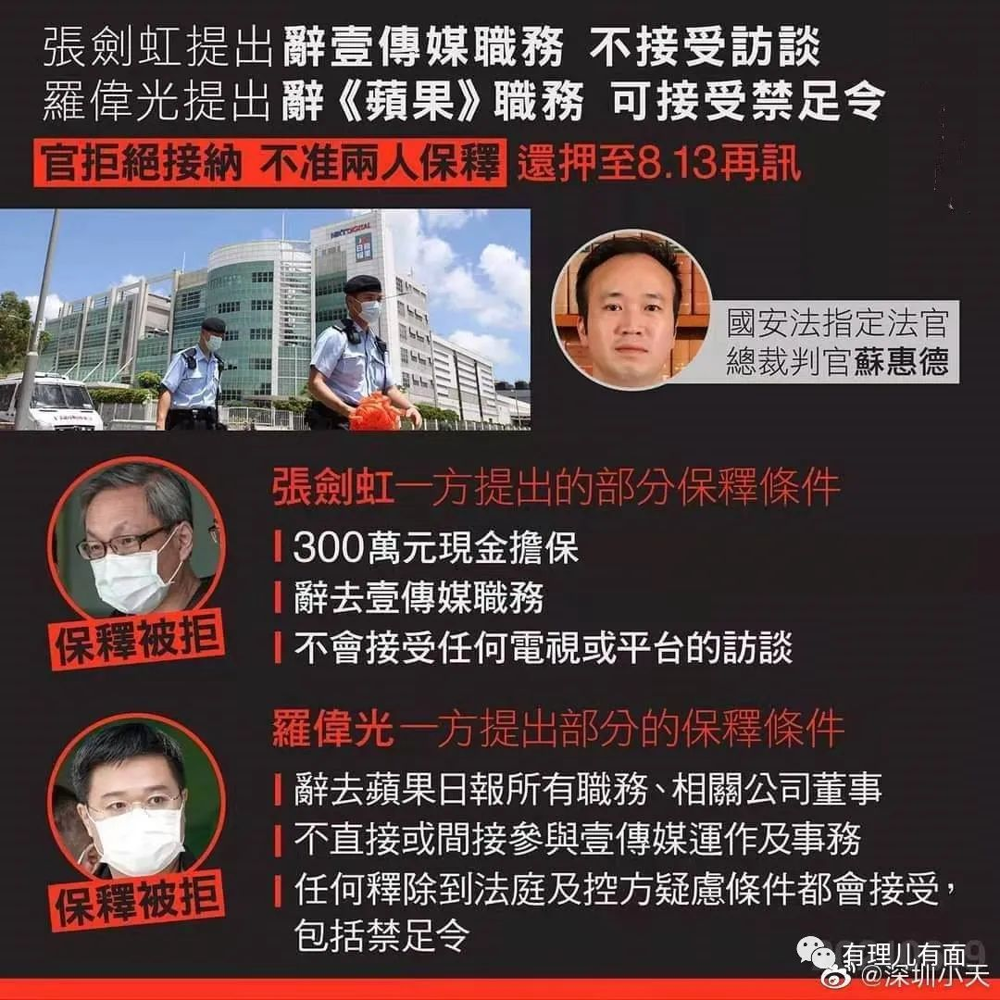 張劍虹提出辭壹傳媒職務 不接受訪談
羅偉光提出辭《蘋果》職務 可接受禁足令
官拒絕接納 不准兩人保釋 還押至8.13再訊
NEXT DIGITAL
國安法指定法官
總裁判官蘇惠德
張劍虹一方提出的部分保釋條件
300萬元現金擔保
辭去壹傳媒職務
不會接受任何電視或平台的訪談
保釋被拒
羅偉光一方提出部分的保釋條件
辭去蘋果日報所有職務、相關公司董事
不直接或間接參與壹傳媒運作及事務
任何釋除到法庭及控方疑慮條件都會接受，
包括禁足令
保釋被拒
有理儿有面
@深圳小天